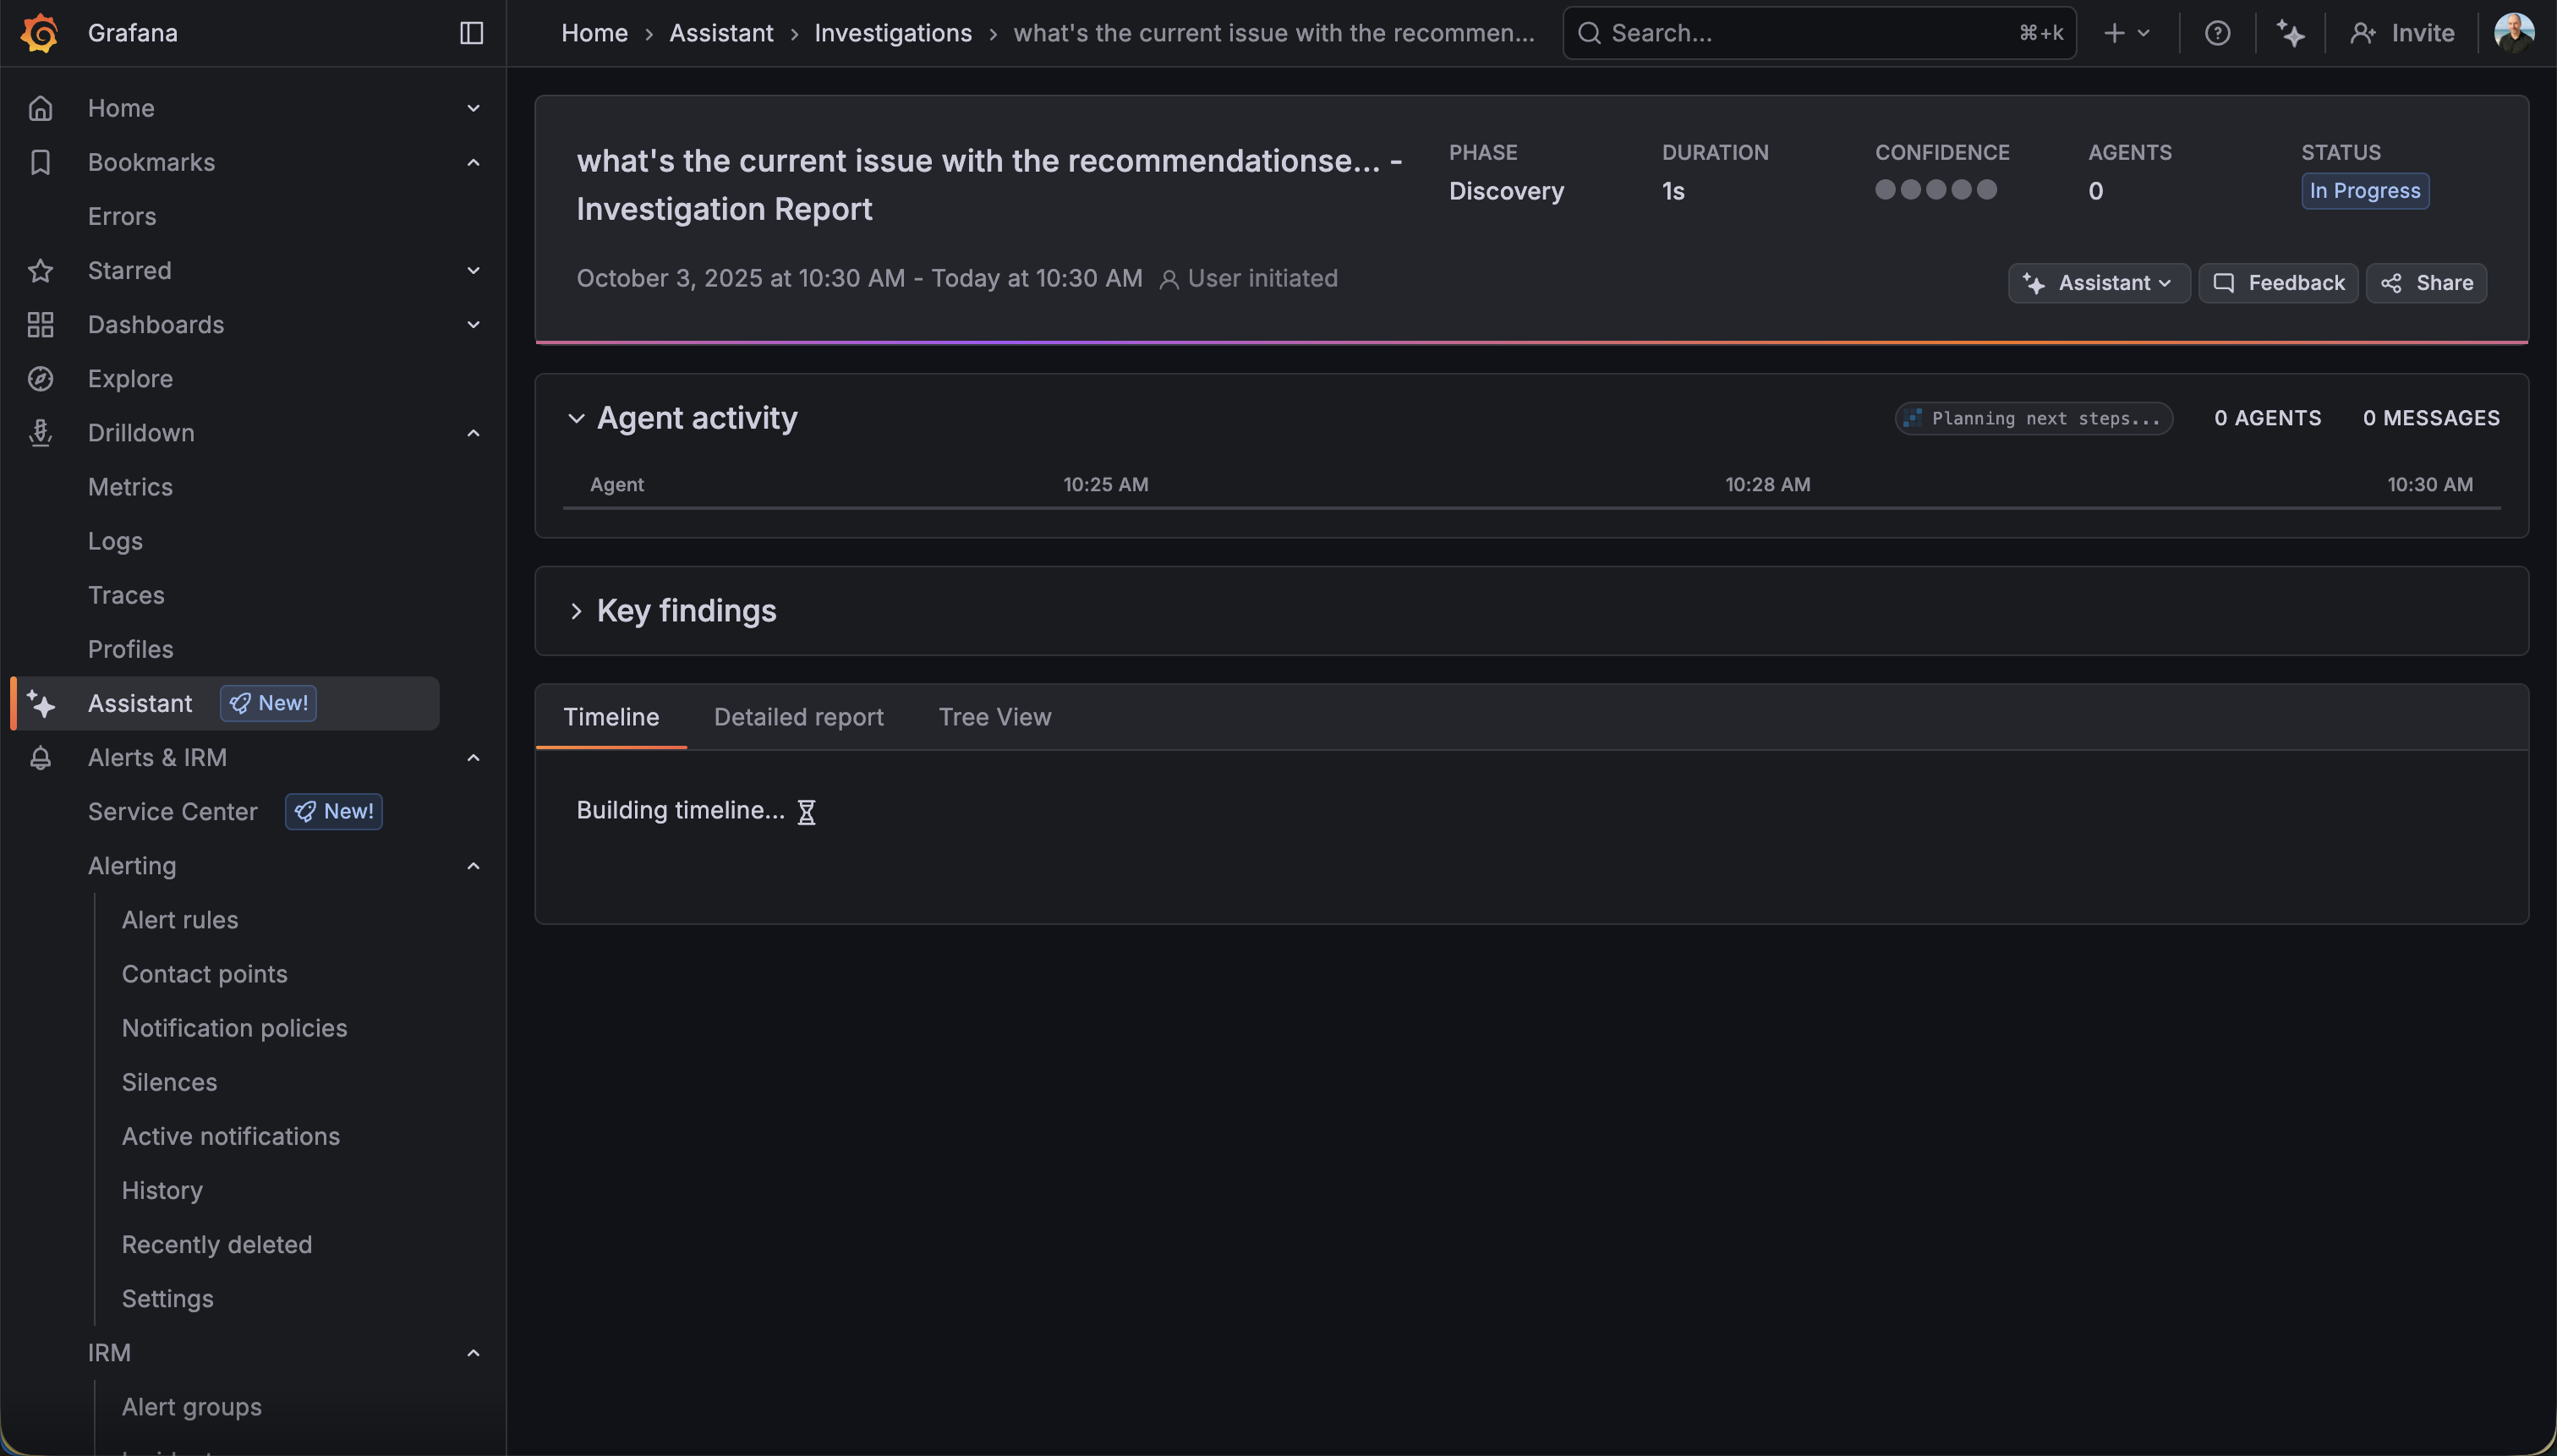 Grafana
Home › Assistant › Investigations › what's the current issue with the recommen...
Search...
⌘+k
Invite
Home
Bookmarks
Errors
Starred
Dashboards
Explore
Drilldown
Metrics
Logs
Traces
Profiles
Assistant New!
Alerts & IRM
Service Center New!
Alerting
Alert rules
Contact points
Notification policies
Silences
Active notifications
History
Recently deleted
Settings
IRM
Alert groups
what's the current issue with the recommendationse... -
Investigation Report
October 3, 2025 at 10:30 AM - Today at 10:30 AM User initiated
PHASE
Discovery
DURATION
1s
CONFIDENCE
AGENTS
0
STATUS
In Progress
Assistant
Feedback
Share
Agent activity
Planning next steps...
0 AGENTS
0 MESSAGES
Agent
10:25 AM
10:28 AM
10:30 AM
Key findings
Timeline
Detailed report
Tree View
Building timeline...